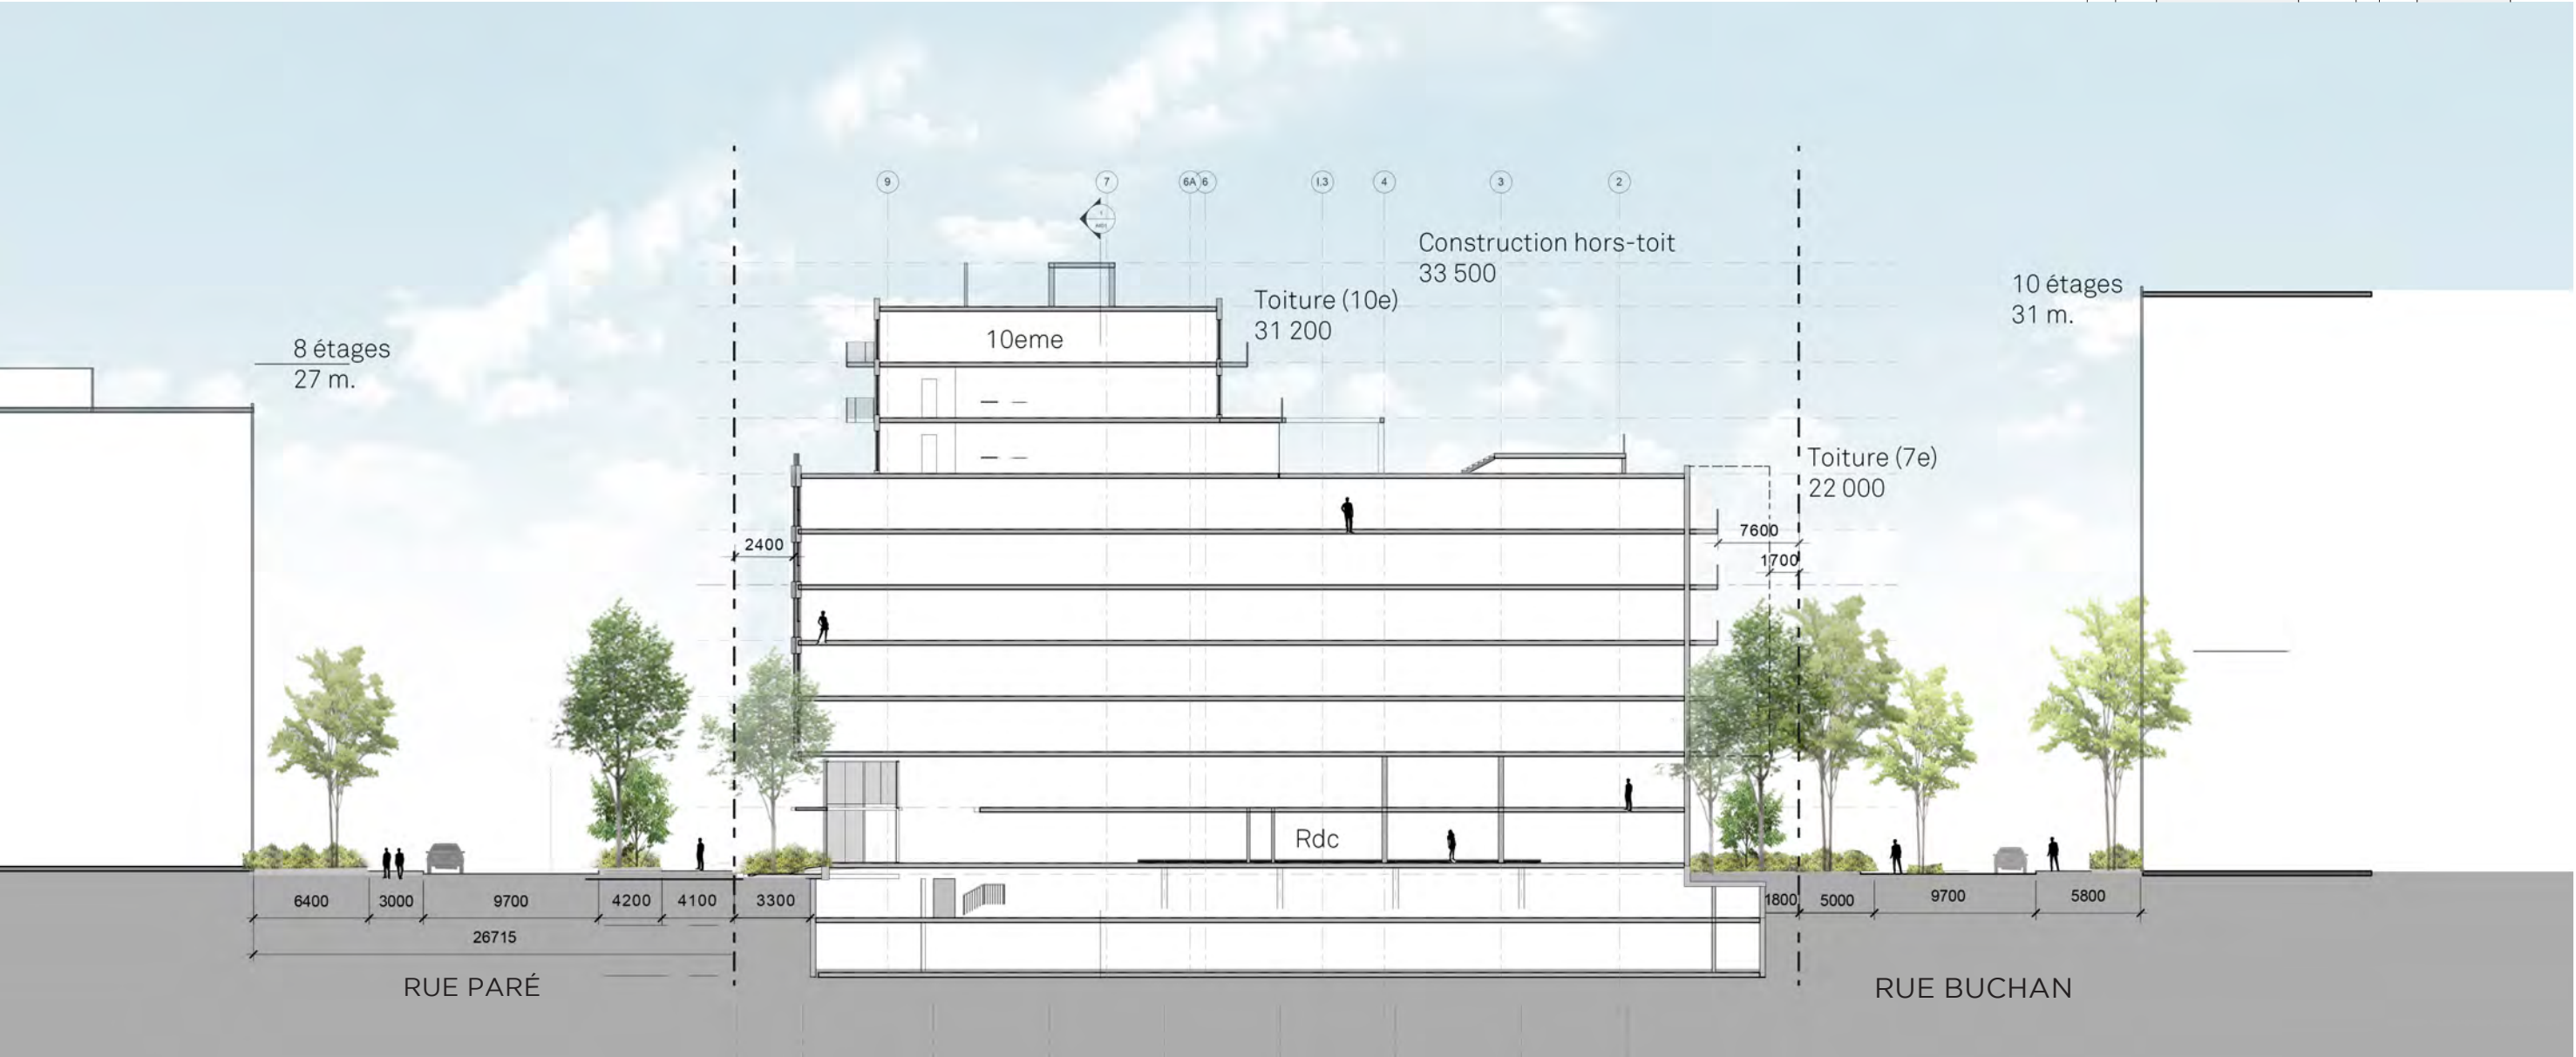 9
7
6A
6
1.3
4
3
2
Construction hors-toit
33 500
Toiture (10e)
31 200
10 étages
31 m.
8 étages
27 m.
10eme
Toiture (7e)
22 000
2400
7600
1700
Rdc
6400
3000
9700
4200
4100
3300
1800
5000
9700
5800
26715
RUE PARÉ
RUE BUCHAN